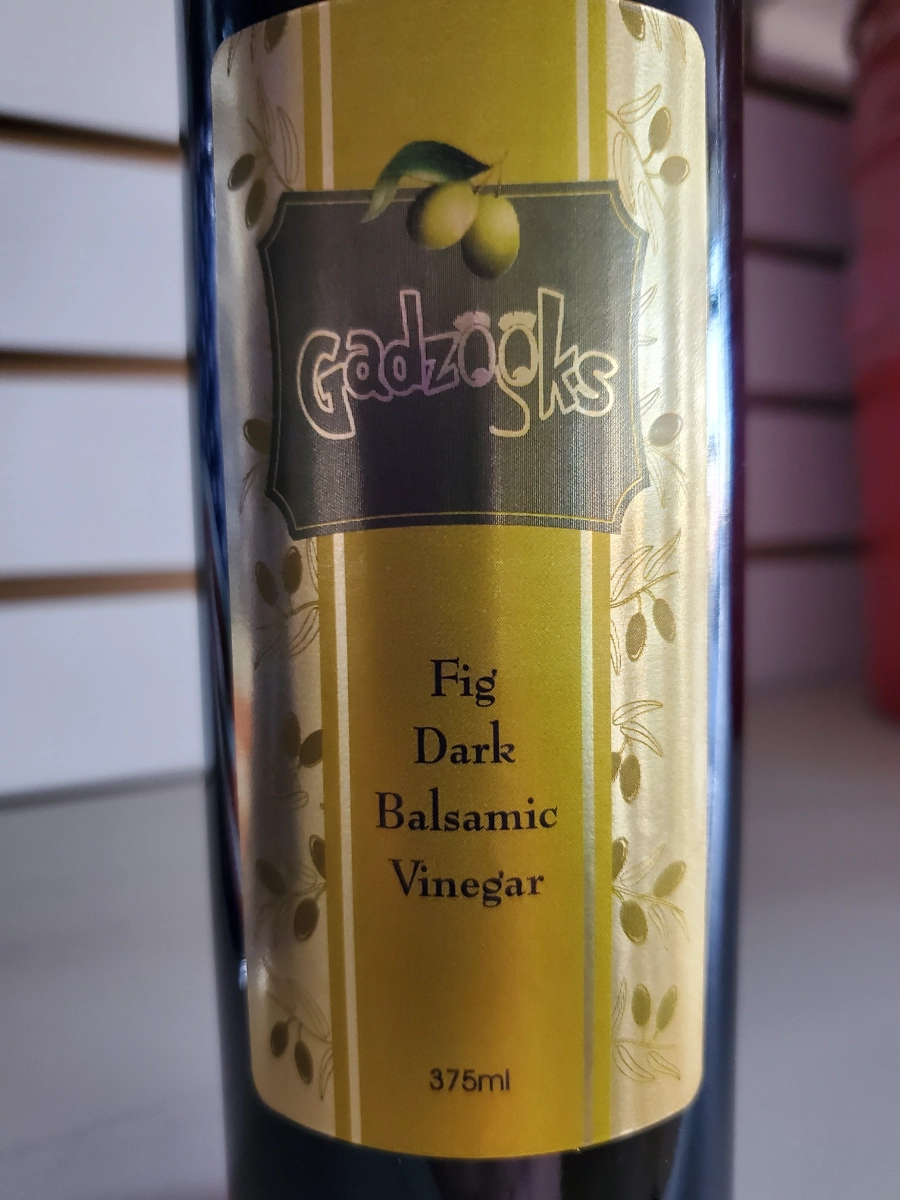 Gadzooks
Fig
Dark
Balsamic
Vinegar
375ml